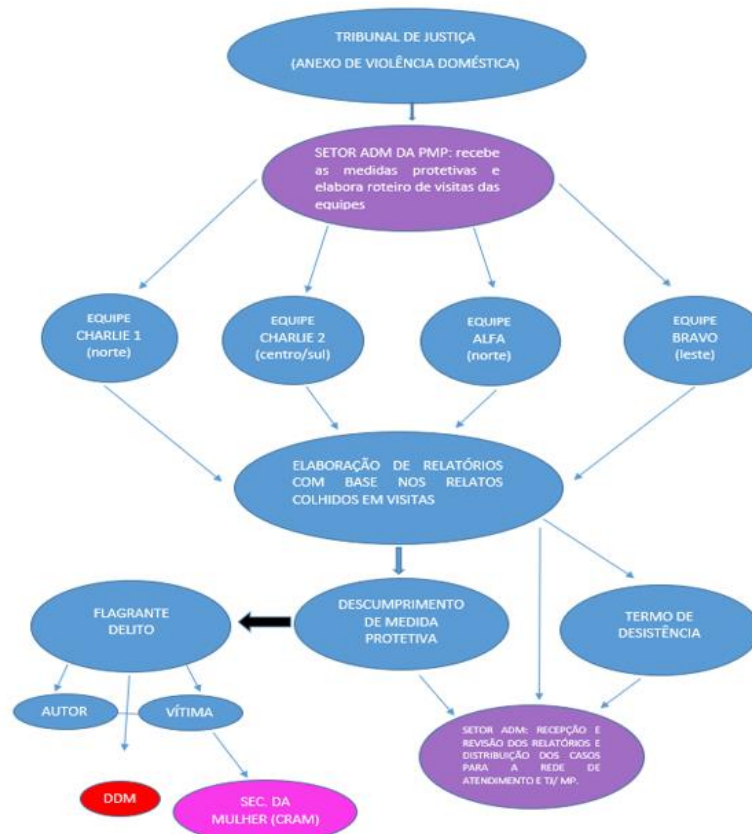 TRIBUNAL DE JUSTIÇA
(ANEXO DE VIOLÊNCIA DOMÉSTICA)
SETOR ADM DA PMP: recebe
as medidas protetivas e
elabora roteiro de visitas das
equipes
EQUIPE
CHARLIE 1
(norte)
EQUIPE
CHARLIE 2
(centro/sul)
EQUIPE
ALFA
(norte)
EQUIPE
BRAVO
(leste)
ELABORAÇÃO DE RELATÓRIOS
COM BASE NOS RELATOS
COLHIDOS EM VISITAS
FLAGRANTE
DELITO
DESCUMPRIMENTO
DE MEDIDA
PROTETIVA
TERMO DE
DESISTÊNCIA
AUTOR
VÍTIMA
SETOR ADM: RECEPÇÃO E
REVISÃO DOS RELATÓRIOS E
DISTRIBUIÇÃO DOS CASOS
PARA A REDE DE
ATENDIMENTO E TJ/ MP.
DDM
SEC. DA
MULHER (CRAM)